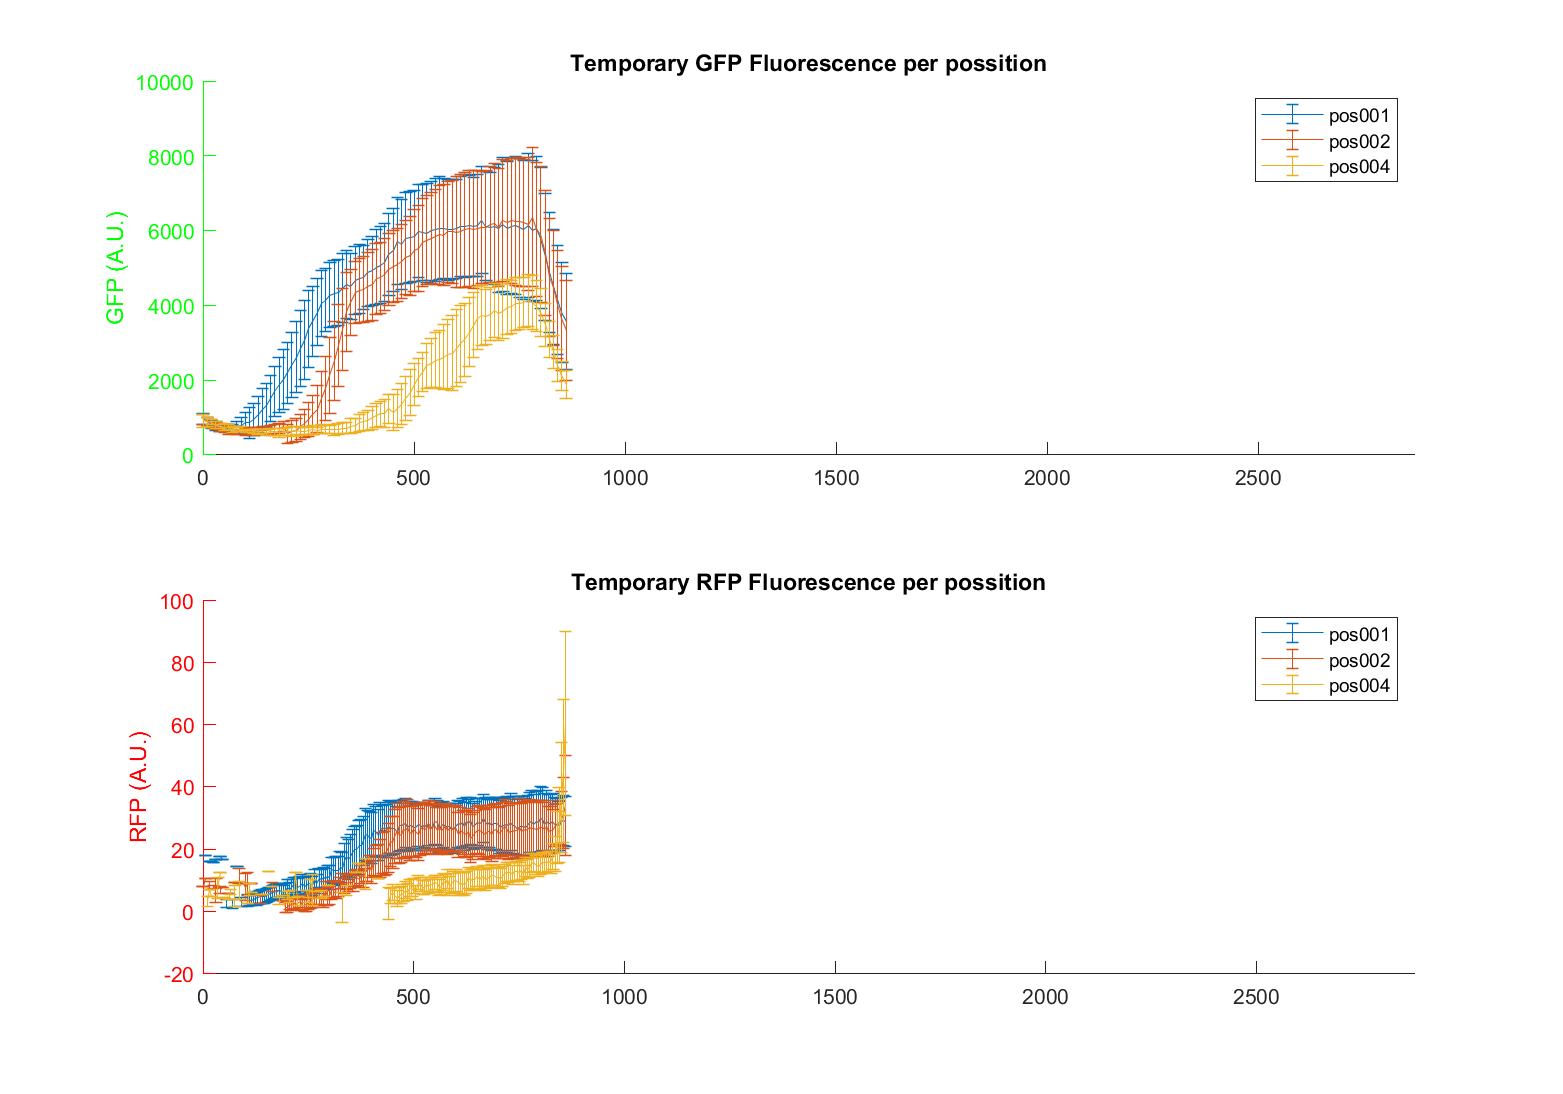 Temporary GFP Fluorescence per possition
10000
8000
6000
4000
2000
0
GFP (A.U.)
0 500 1000 1500 2000 2500
pos001
pos002
pos004
Temporary RFP Fluorescence per possition
100
80
60
40
20
0
-20
RFP (A.U.)
0 500 1000 1500 2000 2500
pos001
pos002
pos004